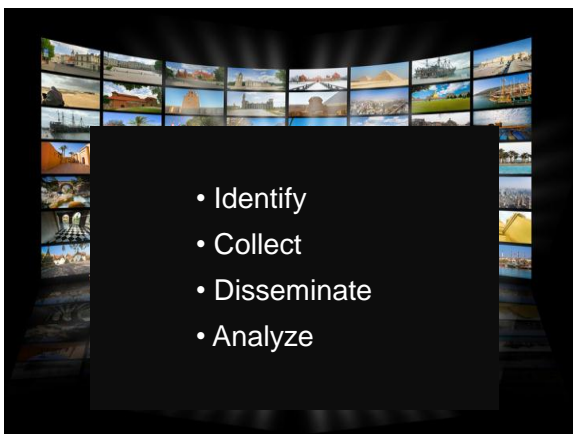 • Identify
• Collect
• Disseminate
• Analyze